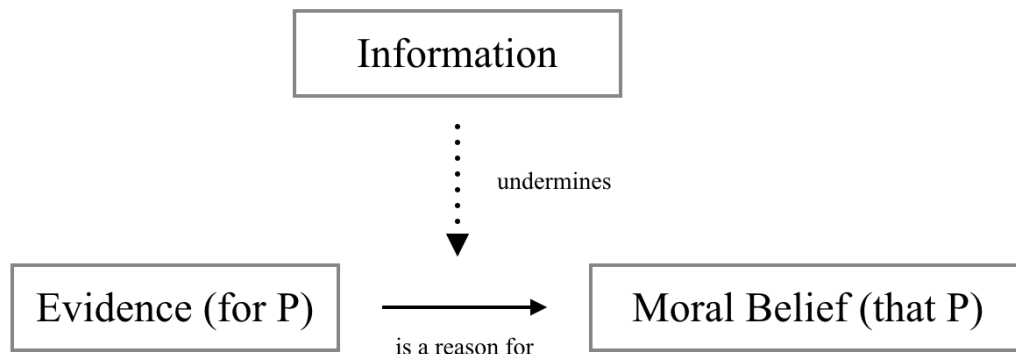 Information
undermines
Evidence (for P)
Moral Belief (that P)
is a reason for